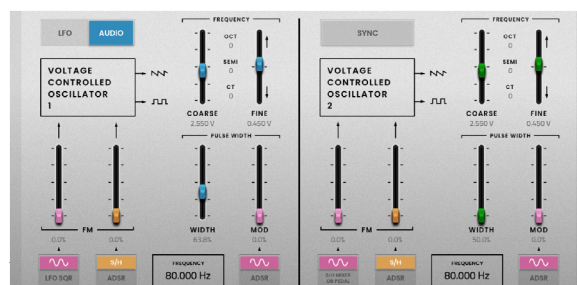 LFO
AUDIO
FREQUENCY
OCT
0
SEMI
0
CT
0
VOLTAGE
CONTROLLED
OSCILLATOR
1
COARSE
FINE
2.550 V
0.450 V
PULSE WIDTH
FM
0.0%
0.0%
WIDTH
MOD
63.8%
0.0%
LFO SQR
S/H
ADSR
FREQUENCY
80.000 Hz
ADSR
SYNC
FREQUENCY
OCT
0
SEMI
0
CT
0
VOLTAGE
CONTROLLED
OSCILLATOR
2
COARSE
FINE
2.550 V
0.450 V
PULSE WIDTH
FM
0.0%
0.0%
WIDTH
MOD
50.0%
0.0%
S/H MIXER
OR PEDAL
S/H
ADSR
FREQUENCY
80.000 Hz
ADSR